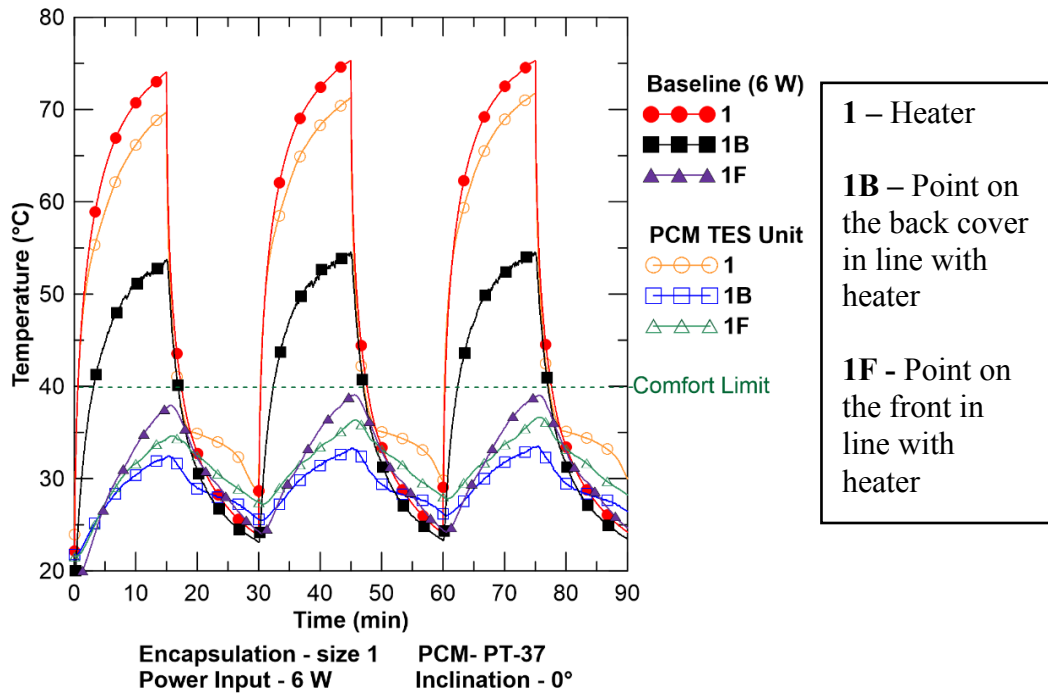 80
70
60
50
40
30
20
Temperature (°C)
0
10
20
30
40
50
60
70
80
90
Time (min)
Comfort Limit
Baseline (6 W)
1
1B
1F
PCM TES Unit
1
1B
1F
1 – Heater
1B – Point on
the back cover
in line with
heater
1F - Point on
the front in
line with
heater
Encapsulation - size 1 PCM- PT-37
Power Input - 6 W Inclination - 0°